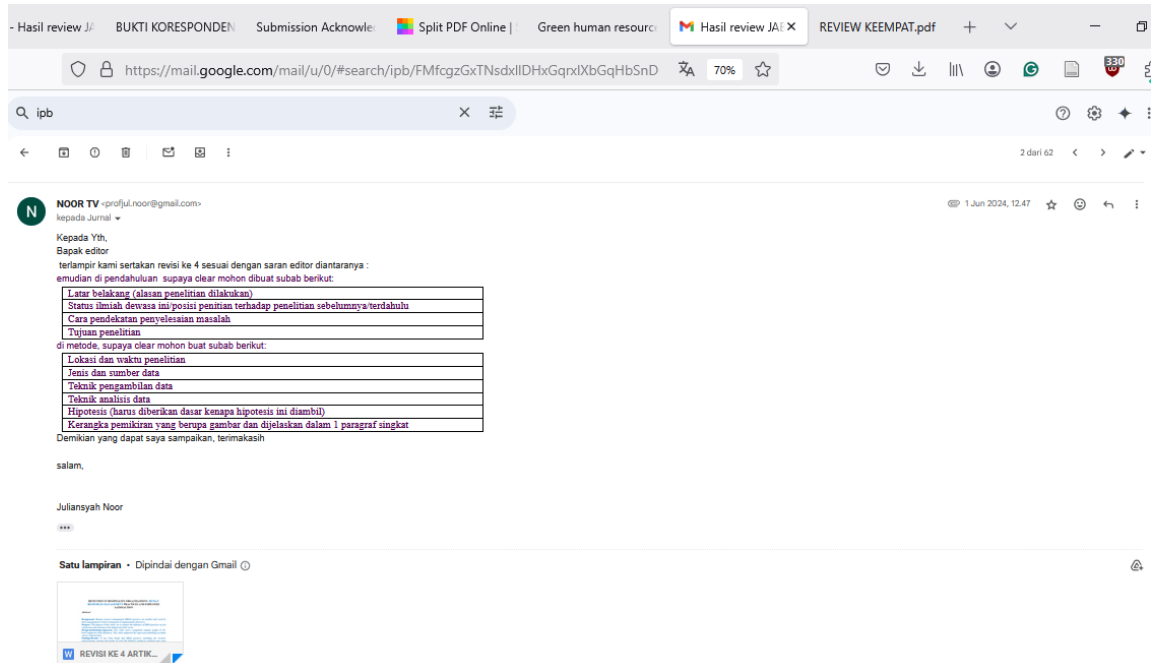 - Hasil review JA
BUKTI KORESPONDEN
Submission Acknowle
Split PDF Online |
Green human resourc
Hasil review JAE
REVIEW KEEMPAT.pdf
https://mail.google.com/mail/u/0/#search/ipb/FMfcgzGxTNsdxlIDHxGqrxlXbGqHbSnD
70%
330
ipb
2 dari 62
N
NOOR TV <profjul.noor@gmail.com>
1 Jun 2024, 12.47
kepada Jurnal
Kepada Yth,
Bapak editor
terlampir kami sertakan revisi ke 4 sesuai dengan saran editor diantaranya :
emudian di pendahuluan supaya clear mohon dibuat subab berikut:
Latar belakang (alasan penelitian dilakukan)
Status ilmiah dewasa ini/posisi penitian terhadap penelitian sebelumnya/terdahulu
Cara pendekatan penyelesaian masalah
Tujuan penelitian
di metode, supaya clear mohon buat subab berikut:
Lokasi dan waktu penelitian
Jenis dan sumber data
Teknik pengambilan data
Teknik analisis data
Hipotesis (harus diberikan dasar kenapa hipotesis ini diambil)
Kerangka pemikiran yang berupa gambar dan dijelaskan dalam 1 paragraf singkat
Demikian yang dapat saya sampaikan, terimakasih
salam,
Juliansyah Noor
Satu lampiran • Dipindai dengan Gmail
W REVISI KE 4 ARTIK...